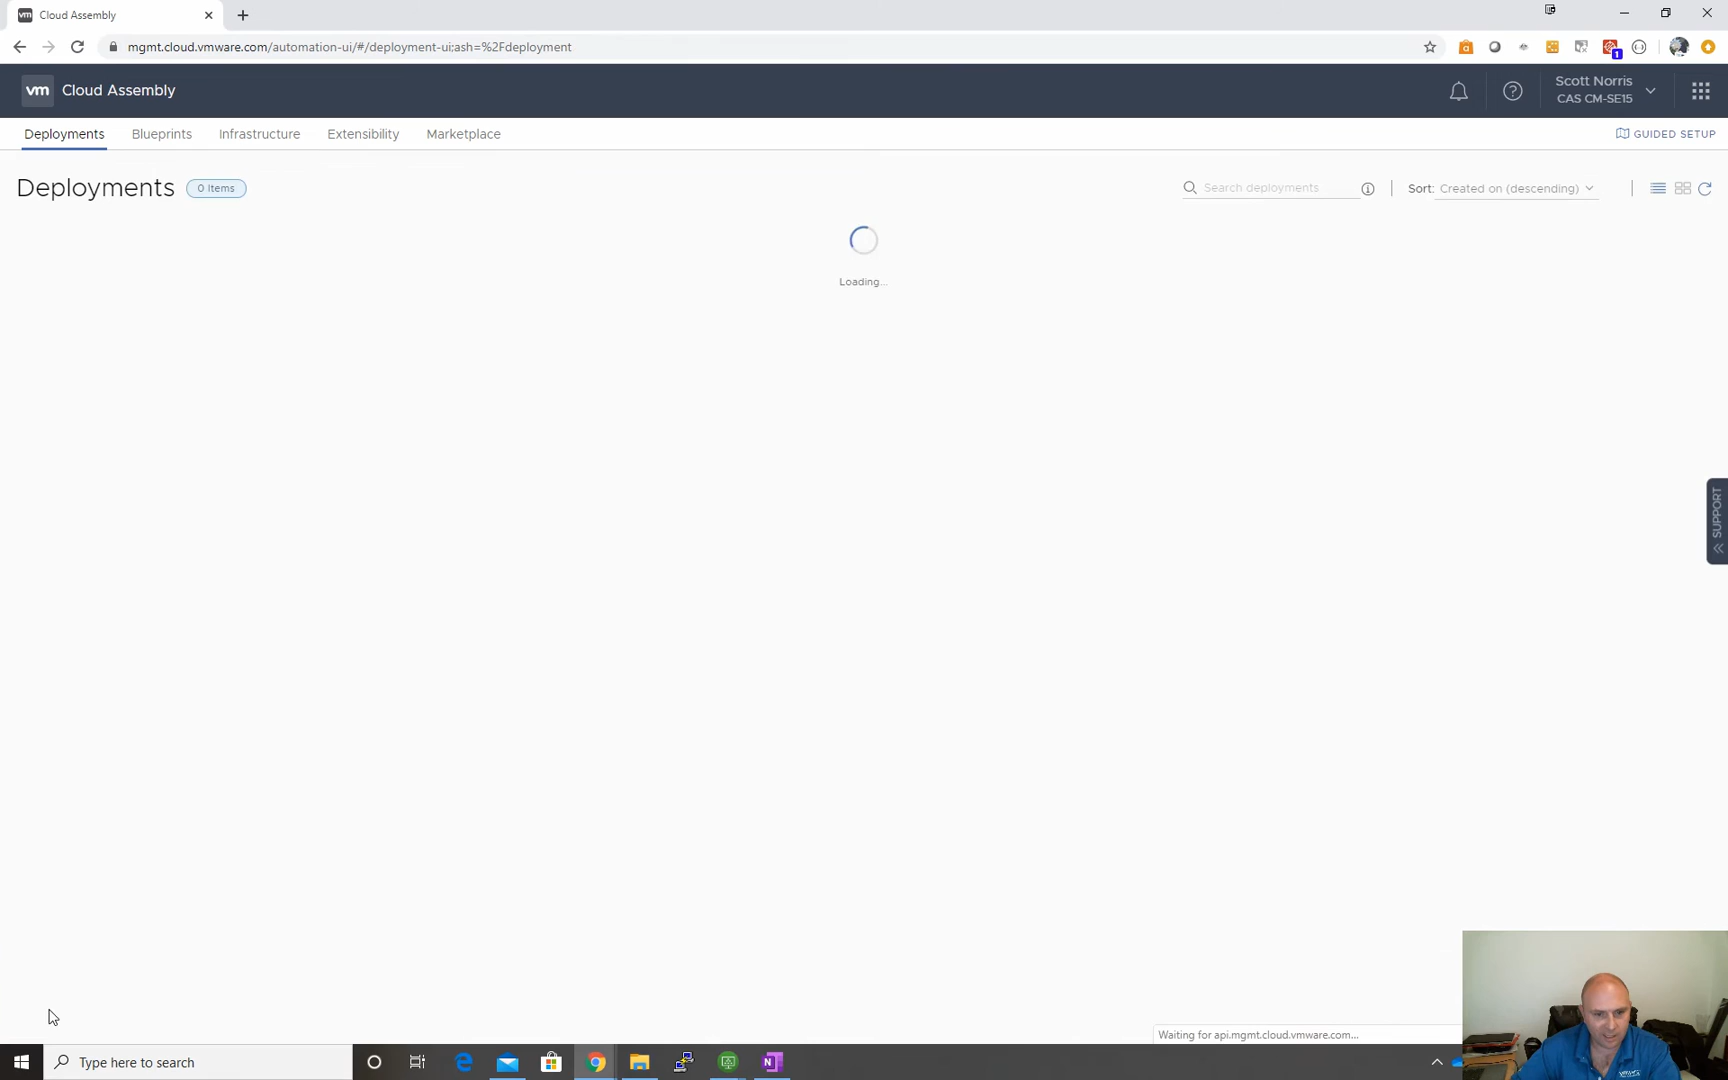 vm Cloud Assembly
mgmt.cloud.vmware.com/automation-ui/#/deployment-ui;ash=%2Fdeployment
1
vm Cloud Assembly
Scott Norris
CAS CM-SE15
Deployments Blueprints Infrastructure Extensibility Marketplace
GUIDED SETUP
Deployments 0 Items
Search deployments
Sort: Created on (descending)
Loading...
SUPPORT
Waiting for api.mgmt.cloud.vmware.com...
Type here to search